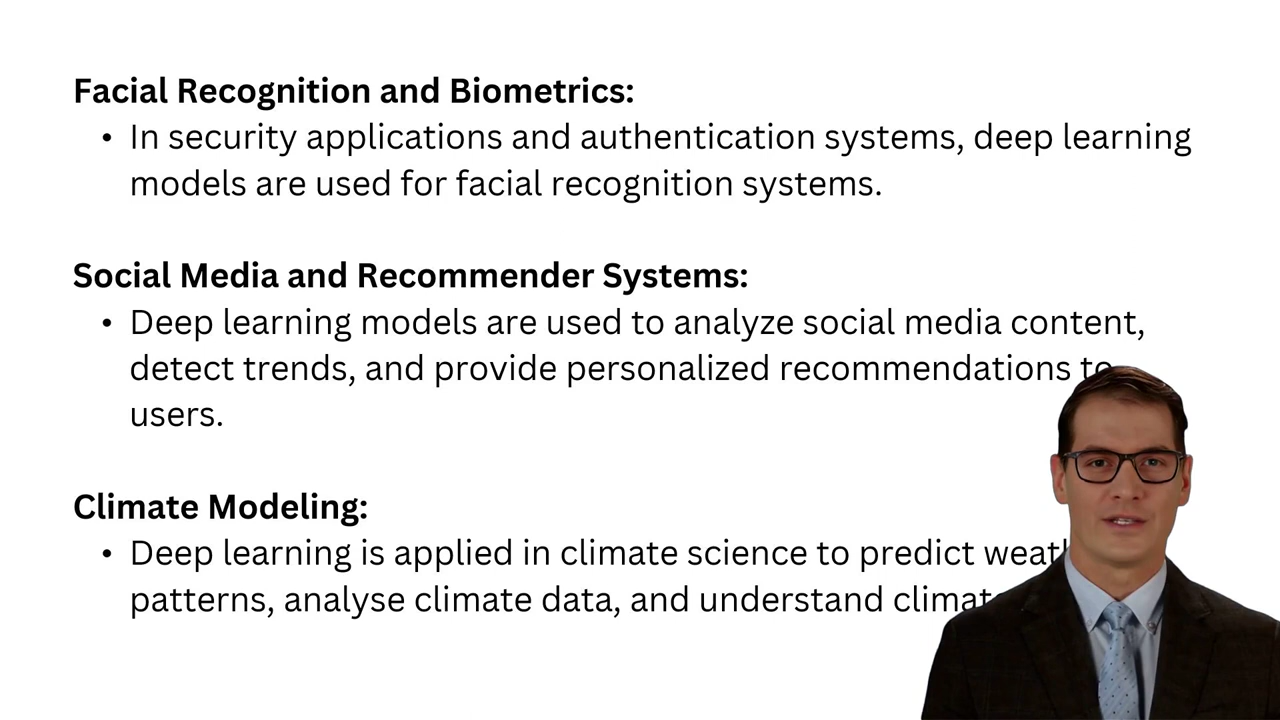 Facial Recognition and Biometrics:
• In security applications and authentication systems, deep learning
models are used for facial recognition systems.
Social Media and Recommender Systems:
• Deep learning models are used to analyze social media content,
detect trends, and provide personalized recommendations to
users.
Climate Modeling:
• Deep learning is applied in climate science to predict
patterns, analyse climate data, and understand